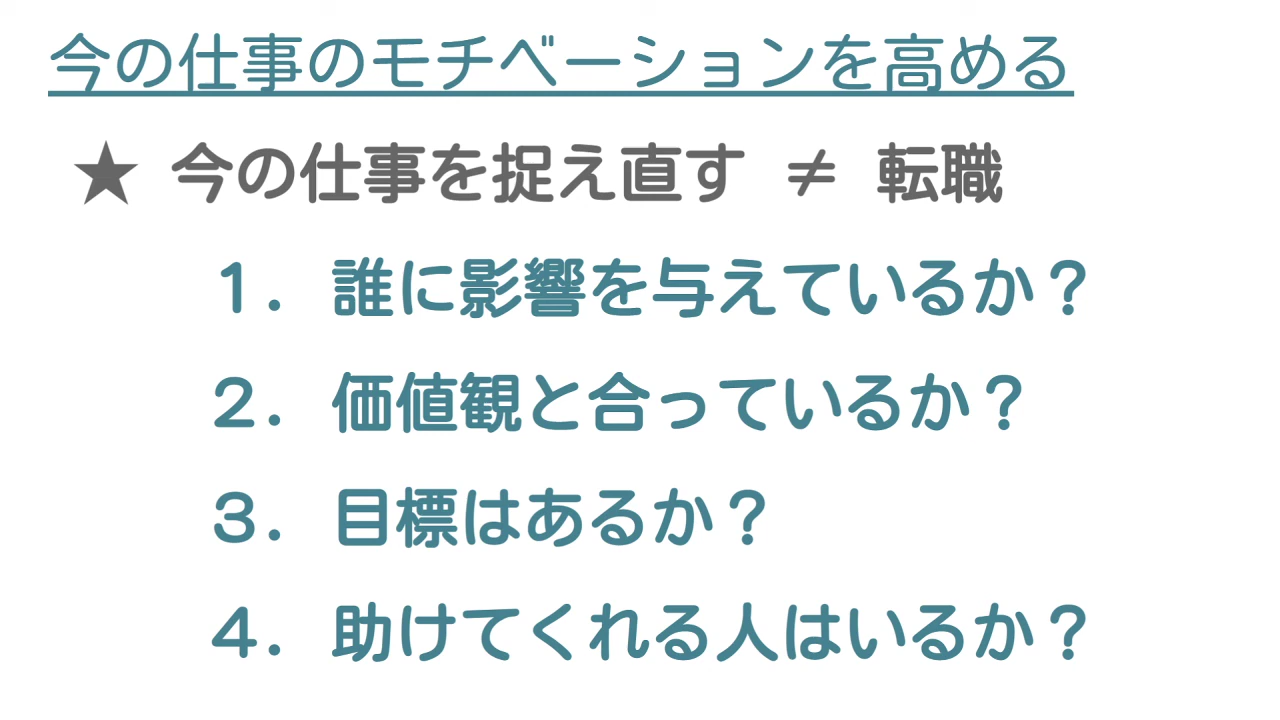 今の仕事のモチベーションを高める
★ 今の仕事を捉え直す ≠ 転職
１．誰に影響を与えているか？
２．価値観と合っているか？
３．目標はあるか？
４．助けてくれる人はいるか？